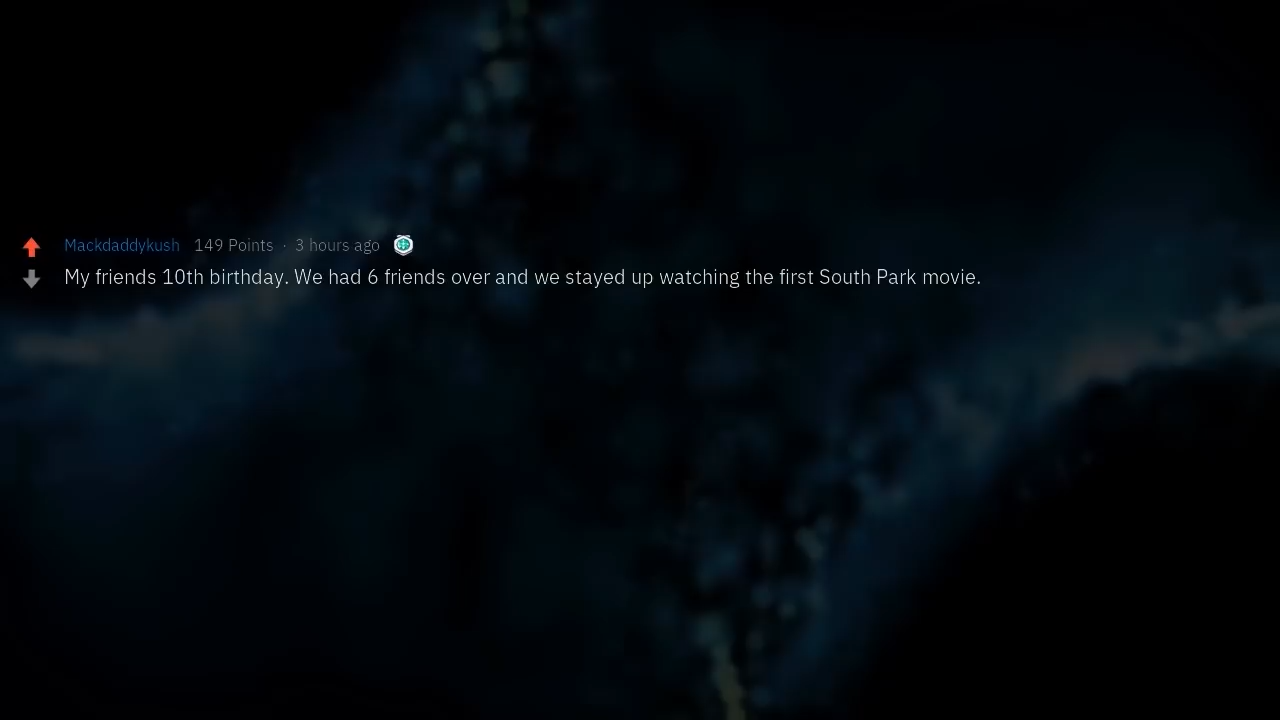 Mackdaddykush 149 Points · 3 hours ago
My friends 10th birthday. We had 6 friends over and we stayed up watching the first South Park movie.